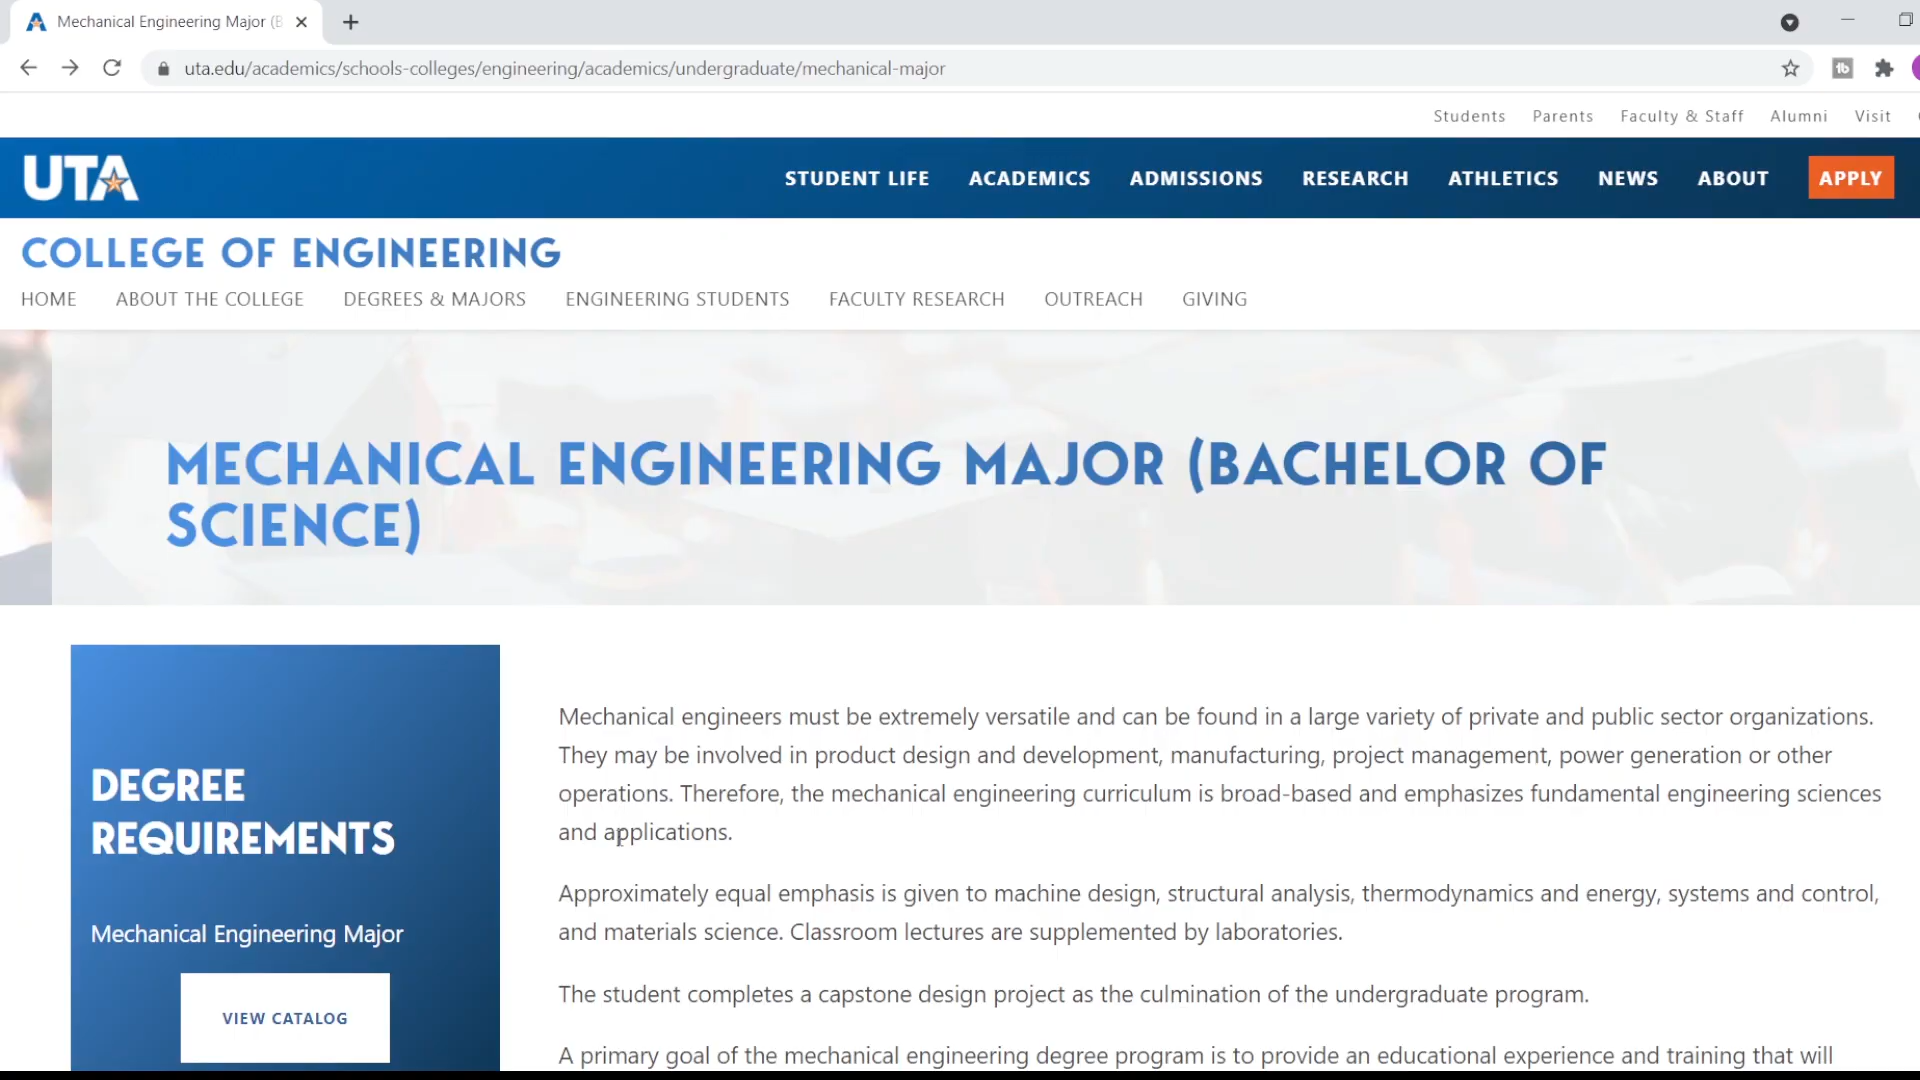 Mechanical Engineering Major (B
uta.edu/academics/schools-colleges/engineering/academics/undergraduate/mechanical-major
Students Parents Faculty & Staff Alumni Visit
UTA STUDENT LIFE ACADEMICS ADMISSIONS RESEARCH ATHLETICS NEWS ABOUT APPLY
COLLEGE OF ENGINEERING
HOME ABOUT THE COLLEGE DEGREES & MAJORS ENGINEERING STUDENTS FACULTY RESEARCH OUTREACH GIVING
MECHANICAL ENGINEERING MAJOR (BACHELOR OF
SCIENCE)
DEGREE
REQUIREMENTS
Mechanical Engineering Major
VIEW CATALOG
Mechanical engineers must be extremely versatile and can be found in a large variety of private and public sector organizations.
They may be involved in product design and development, manufacturing, project management, power generation or other
operations. Therefore, the mechanical engineering curriculum is broad-based and emphasizes fundamental engineering sciences
and applications.
Approximately equal emphasis is given to machine design, structural analysis, thermodynamics and energy, systems and control,
and materials science. Classroom lectures are supplemented by laboratories.
The student completes a capstone design project as the culmination of the undergraduate program.
A primary goal of the mechanical engineering degree program is to provide an educational experience and training that will